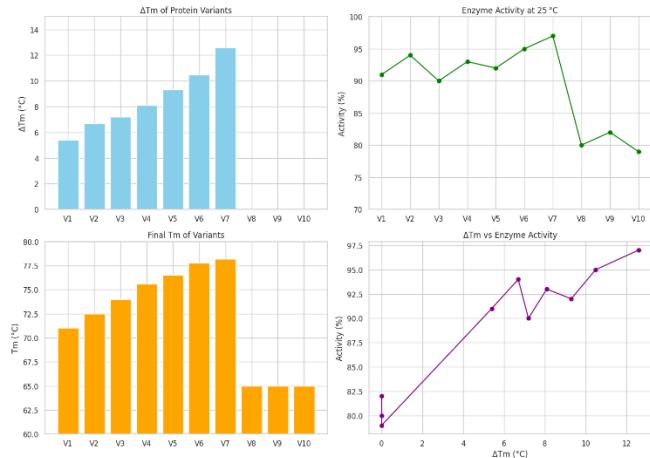 ΔTm of Protein Variants
ΔTm (°C)
14
12
10
8
6
4
2
0
V1 V2 V3 V4 V5 V6 V7 V8 V9 V10
Enzyme Activity at 25 °C
Activity (%)
100
95
90
85
80
75
70
V1 V2 V3 V4 V5 V6 V7 V8 V9 V10
Final Tm of Variants
Tm (°C)
80.0
77.5
75.0
72.5
70.0
67.5
65.0
62.5
60.0
V1 V2 V3 V4 V5 V6 V7 V8 V9 V10
ΔTm vs Enzyme Activity
Activity (%)
97.5
95.0
92.5
90.0
87.5
85.0
82.5
80.0
0 2 4 6 8 10 12
ΔTm (°C)